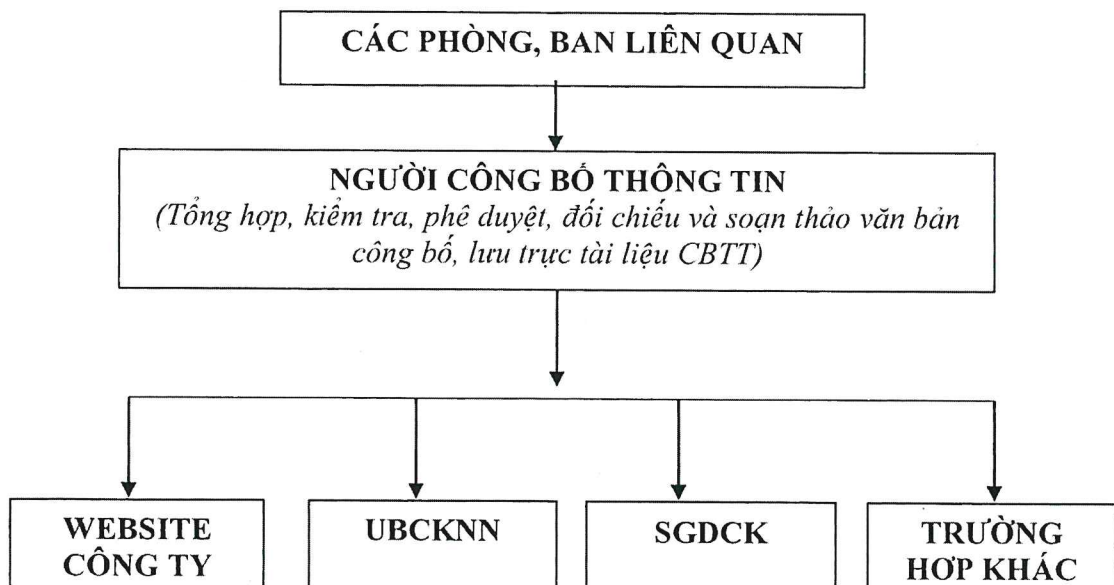 CÁC PHÒNG, BAN LIÊN QUAN
NGƯỜI CÔNG BỐ THÔNG TIN
(Tổng hợp, kiểm tra, phê duyệt, đối chiếu và soạn thảo văn bản
công bố, lưu trực tài liệu CBTT)
WEBSITE
CÔNG TY
UBCKNN
SGDCK
TRƯỜNG
HƠP KHÁC